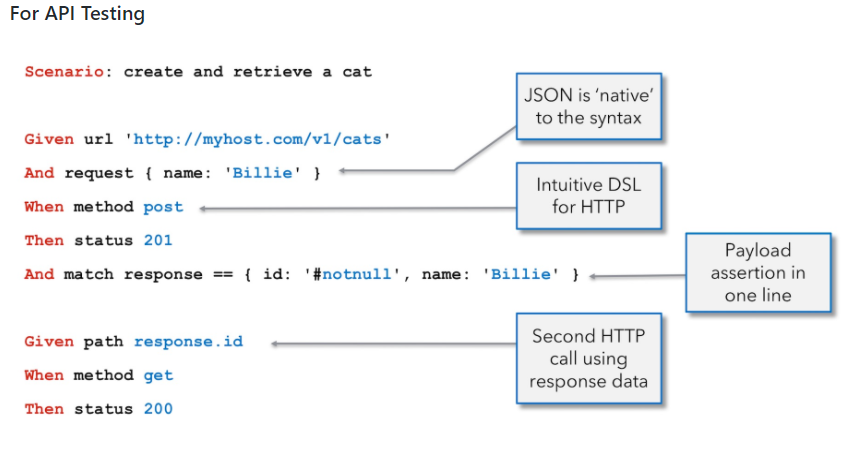 For API Testing
Scenario: create and retrieve a cat
Given url 'http://myhost.com/v1/cats'
And request { name: 'Billie' }
When method post
Then status 201
And match response == { id: '#notnull', name: 'Billie' }
Given path response.id
When method get
Then status 200
JSON is ‘native’
to the syntax
Intuitive DSL
for HTTP
Payload
assertion in
one line
Second HTTP
call using
response data